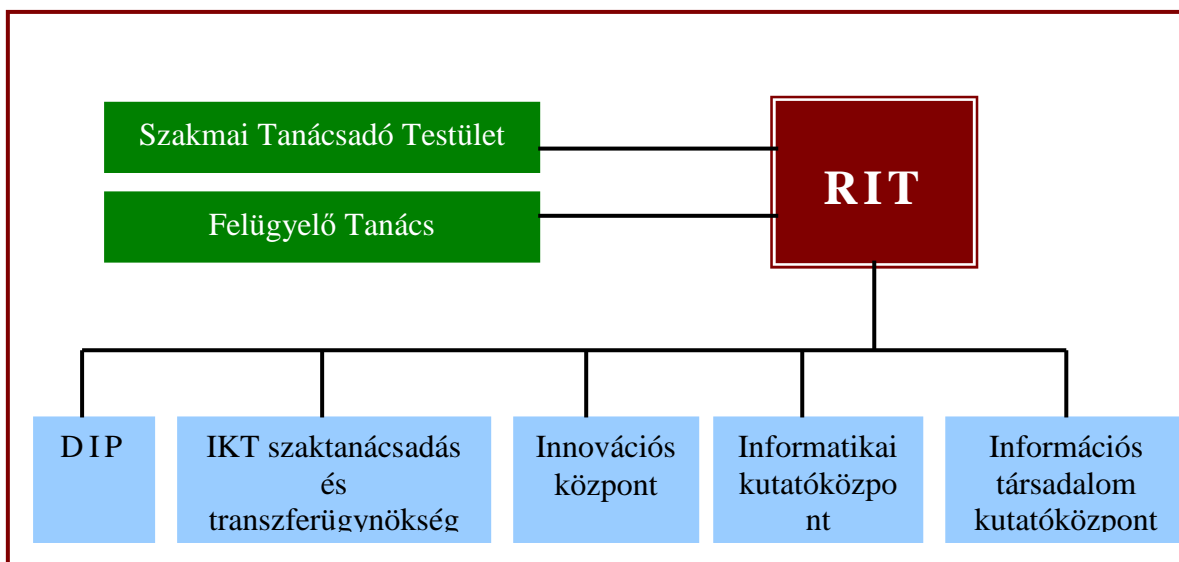 Szakmai Tanácsadó Testület
RIT
Felügyelő Tanács
DIP
IKT szaktanácsadás
és
transzferügynökség
Innovációs
központ
Informatikai
kutatóközpo
nt
Információs
társadalom
kutatóközpont